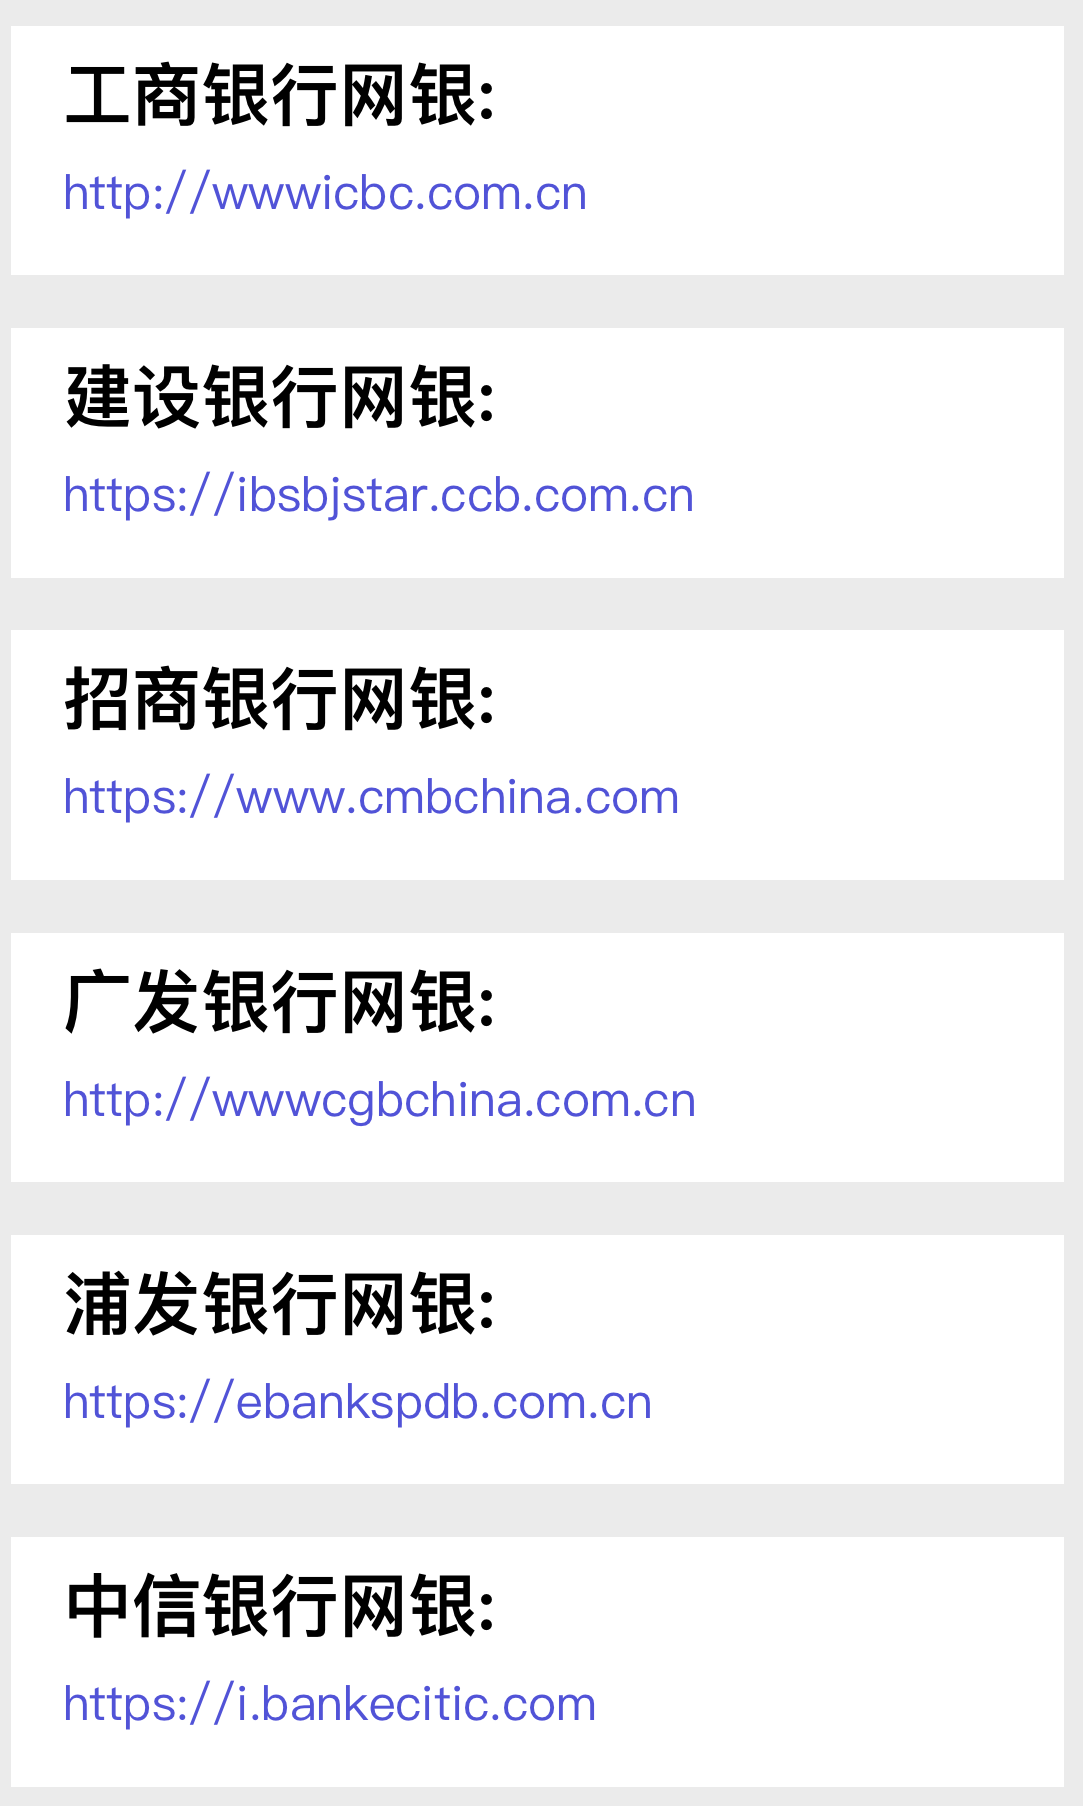 工商银行网银:
http://wwwicbc.com.cn
建设银行网银:
https://ibsbjstar.ccb.com.cn
招商银行网银:
https://www.cmbchina.com
广发银行网银:
http://wwwcgbchina.com.cn
浦发银行网银:
https://ebankspdb.com.cn
中信银行网银:
https://i.bankecitic.com